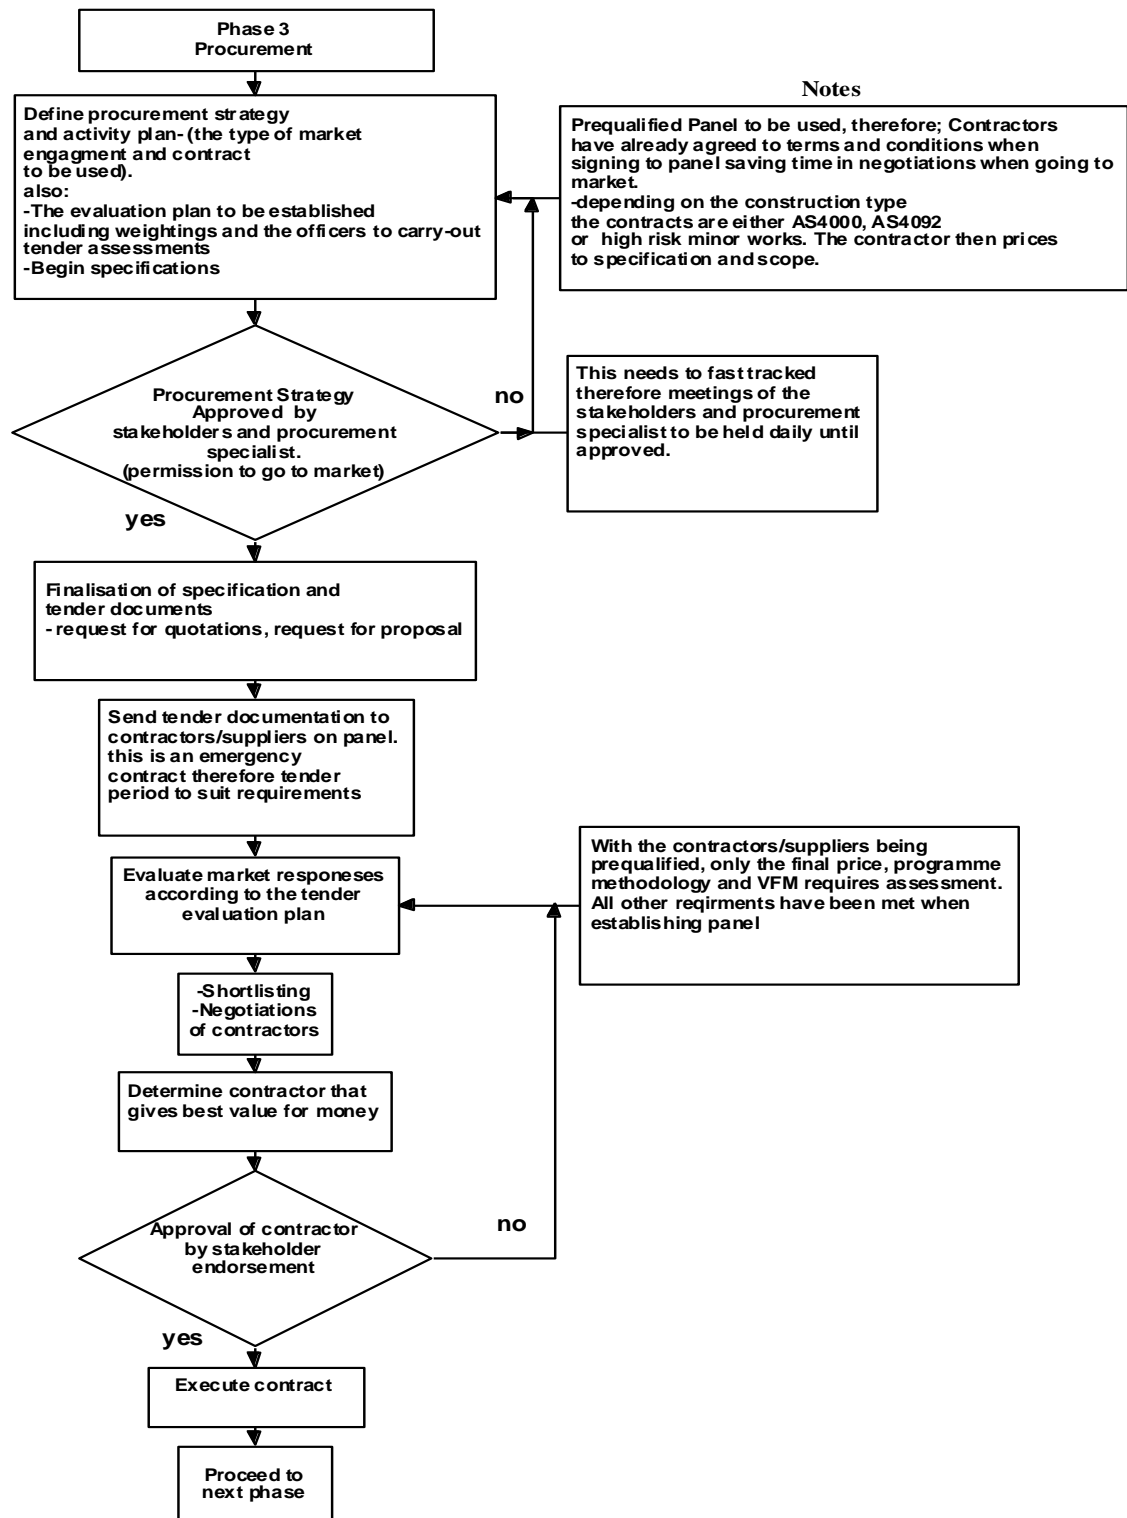 Phase 3
Procurement
Notes
Define procurement strategy
and activity plan- (the type of market
engagment and contract
to be used).
also:
-The evaluation plan to be established
including weightings and the officers to carry-out
tender assessments
-Begin specifications
Prequalified Panel to be used, therefore; Contractors
have already agreed to terms and conditions when
signing to panel saving time in negotiations when going to
market.
-depending on the construction type
the contracts are either AS4000, AS4092
or high risk minor works. The contractor then prices
to specification and scope.
Procurement Strategy
Approved by
stakeholders and procurement
specialist.
(permission to go to market)
no
This needs to fast tracked
therefore meetings of the
stakeholders and procurement
specialist to be held daily until
approved.
yes
Finalisation of specification and
tender documents
- request for quotations, request for proposal
Send tender documentation to
contractors/suppliers on panel.
this is an emergency
contract therefore tender
period to suit requirements
Evaluate market responeses
according to the tender
evaluation plan
With the contractors/suppliers being
prequalified, only the final price, programme
methodology and VFM requires assessment.
All other reqirments have been met when
establishing panel
-Shortlisting
-Negotiations
of contractors
Determine contractor that
gives best value for money
Approval of contractor
by stakeholder
endorsement
no
yes
Execute contract
Proceed to
next phase